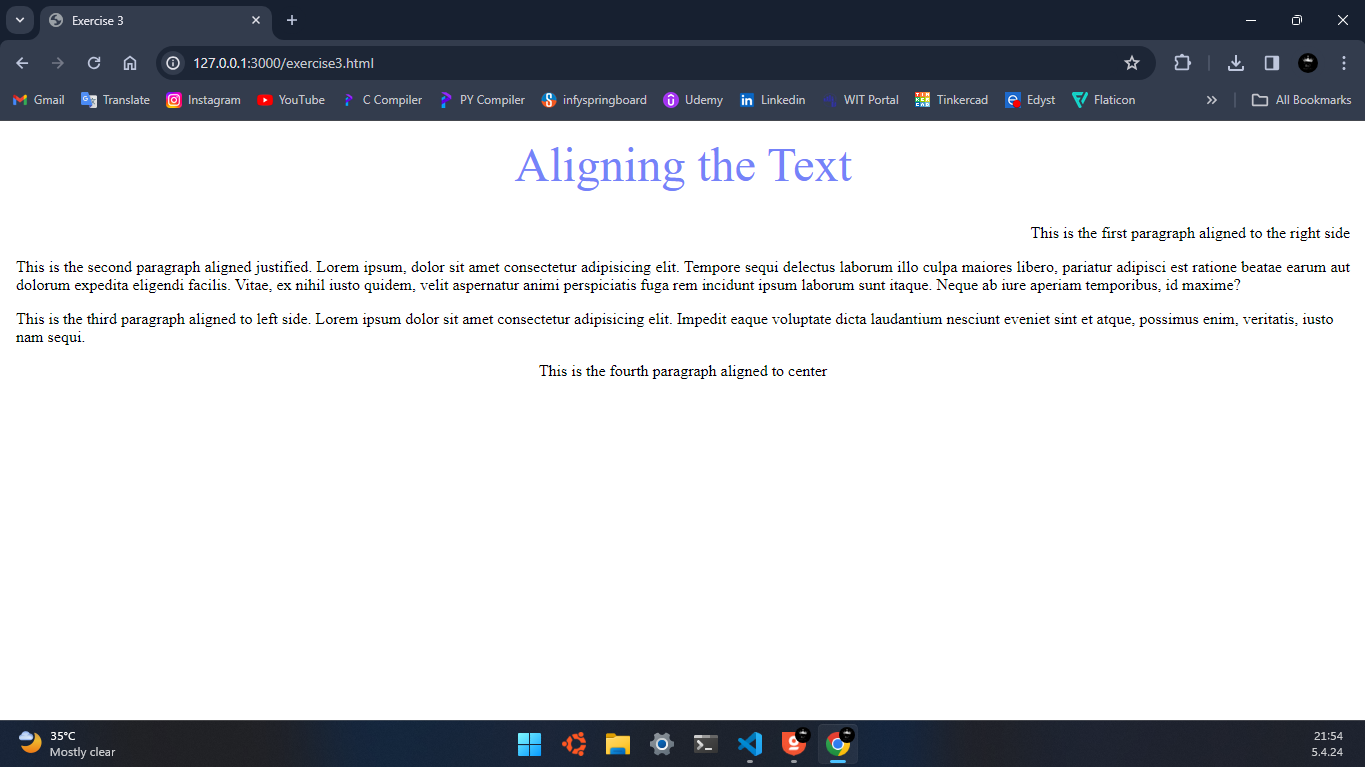 Exercise 3
127.0.0.1:3000/exercise3.html
Gmail Translate Instagram YouTube C Compiler PY Compiler infyspringboard Udemy Linkedin WIT Portal Tinkercad Edyst Flaticon » All Bookmarks
Aligning the Text
This is the first paragraph aligned to the right side
This is the second paragraph aligned justified. Lorem ipsum, dolor sit amet consectetur adipisicing elit. Tempore sequi delectus laborum illo culpa maiores libero, pariatur adipisci est ratione beatae earum aut
dolorum expedita eligendi facilis. Vitae, ex nihil iusto quidem, velit aspernatur animi perspiciatis fuga rem incidunt ipsum laborum sunt itaque. Neque ab iure aperiam temporibus, id maxime?
This is the third paragraph aligned to left side. Lorem ipsum dolor sit amet consectetur adipisicing elit. Impedit eaque voluptate dicta laudantium nesciunt eveniet sint et atque, possimus enim, veritatis, iusto
nam sequi.
This is the fourth paragraph aligned to center
35°C
Mostly clear
21:54
5.4.24